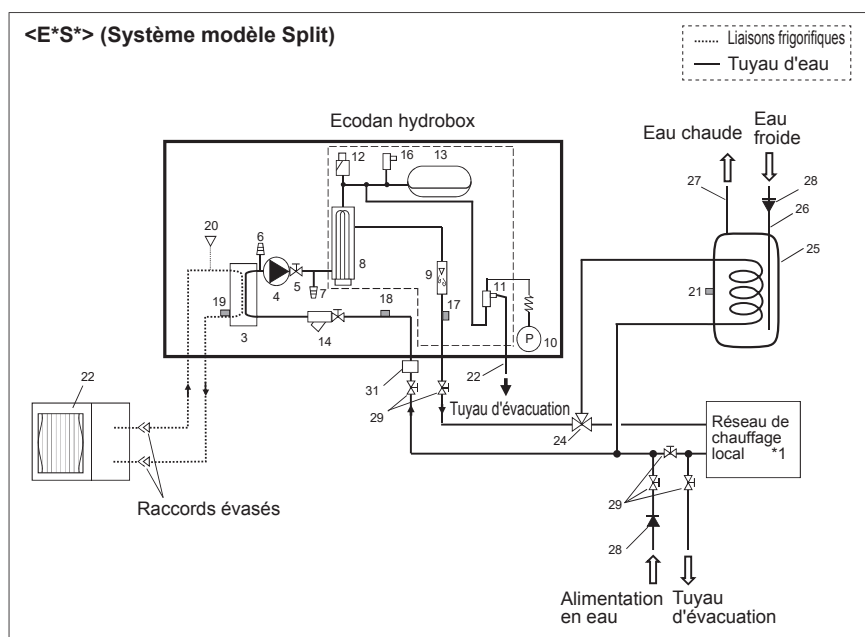 <E*S*> (Système modèle Split)
Liaisons frigorifiques
Tuyau d'eau
Ecodan hydrobox
Eau chaude
Eau
froide
12
16
13
27
28
26
20
6
25
8
9
21
4
5
7
11
19
18
17
3
14
10
P
22
31
22
29
Tuyau d'évacuation
24
Réseau de
chauffage
local *1
29
Raccords évasés
28
Alimentation
en eau
Tuyau
d'évacuation